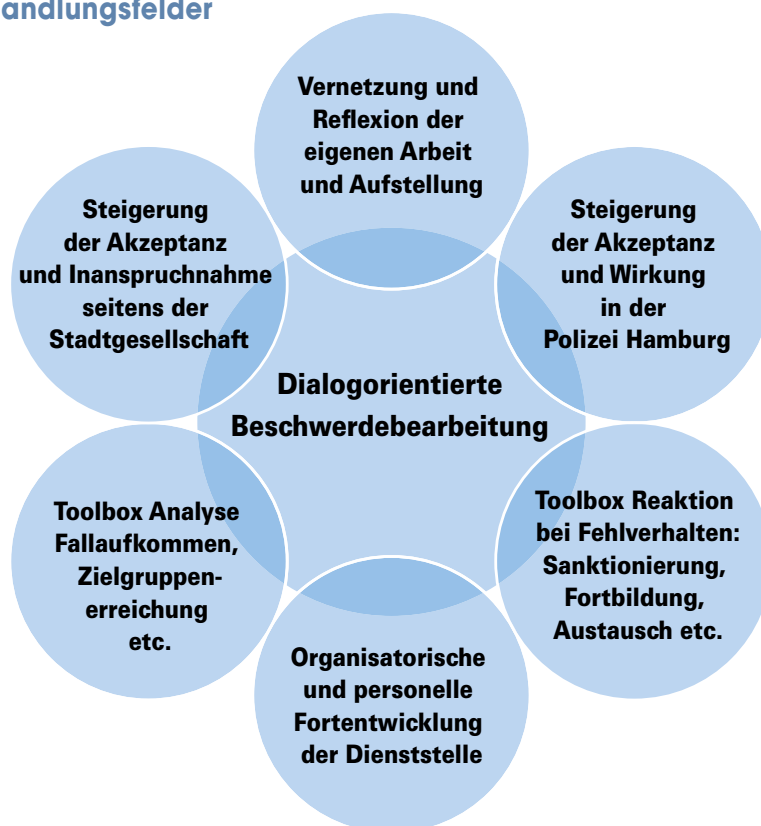 andlungsfelder
Vernetzung und
Reflexion der
eigenen Arbeit
und Aufstellung
Steigerung
der Akzeptanz
und Inanspruchnahme
seitens der
Stadtgesellschaft
Steigerung
der Akzeptanz
und Wirkung
in der
Polizei Hamburg
Dialogorientierte
Beschwerdebearbeitung
Toolbox Analyse
Fallaufkommen,
Zielgruppen-
erreichung
etc.
Toolbox Reaktion
bei Fehlverhalten:
Sanktionierung,
Fortbildung,
Austausch etc.
Organisatorische
und personelle
Fortentwicklung
der Dienststelle